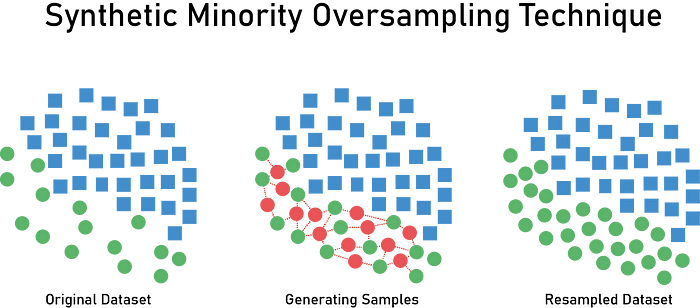 Synthetic Minority Oversampling Technique
Original Dataset
Generating Samples
Resampled Dataset